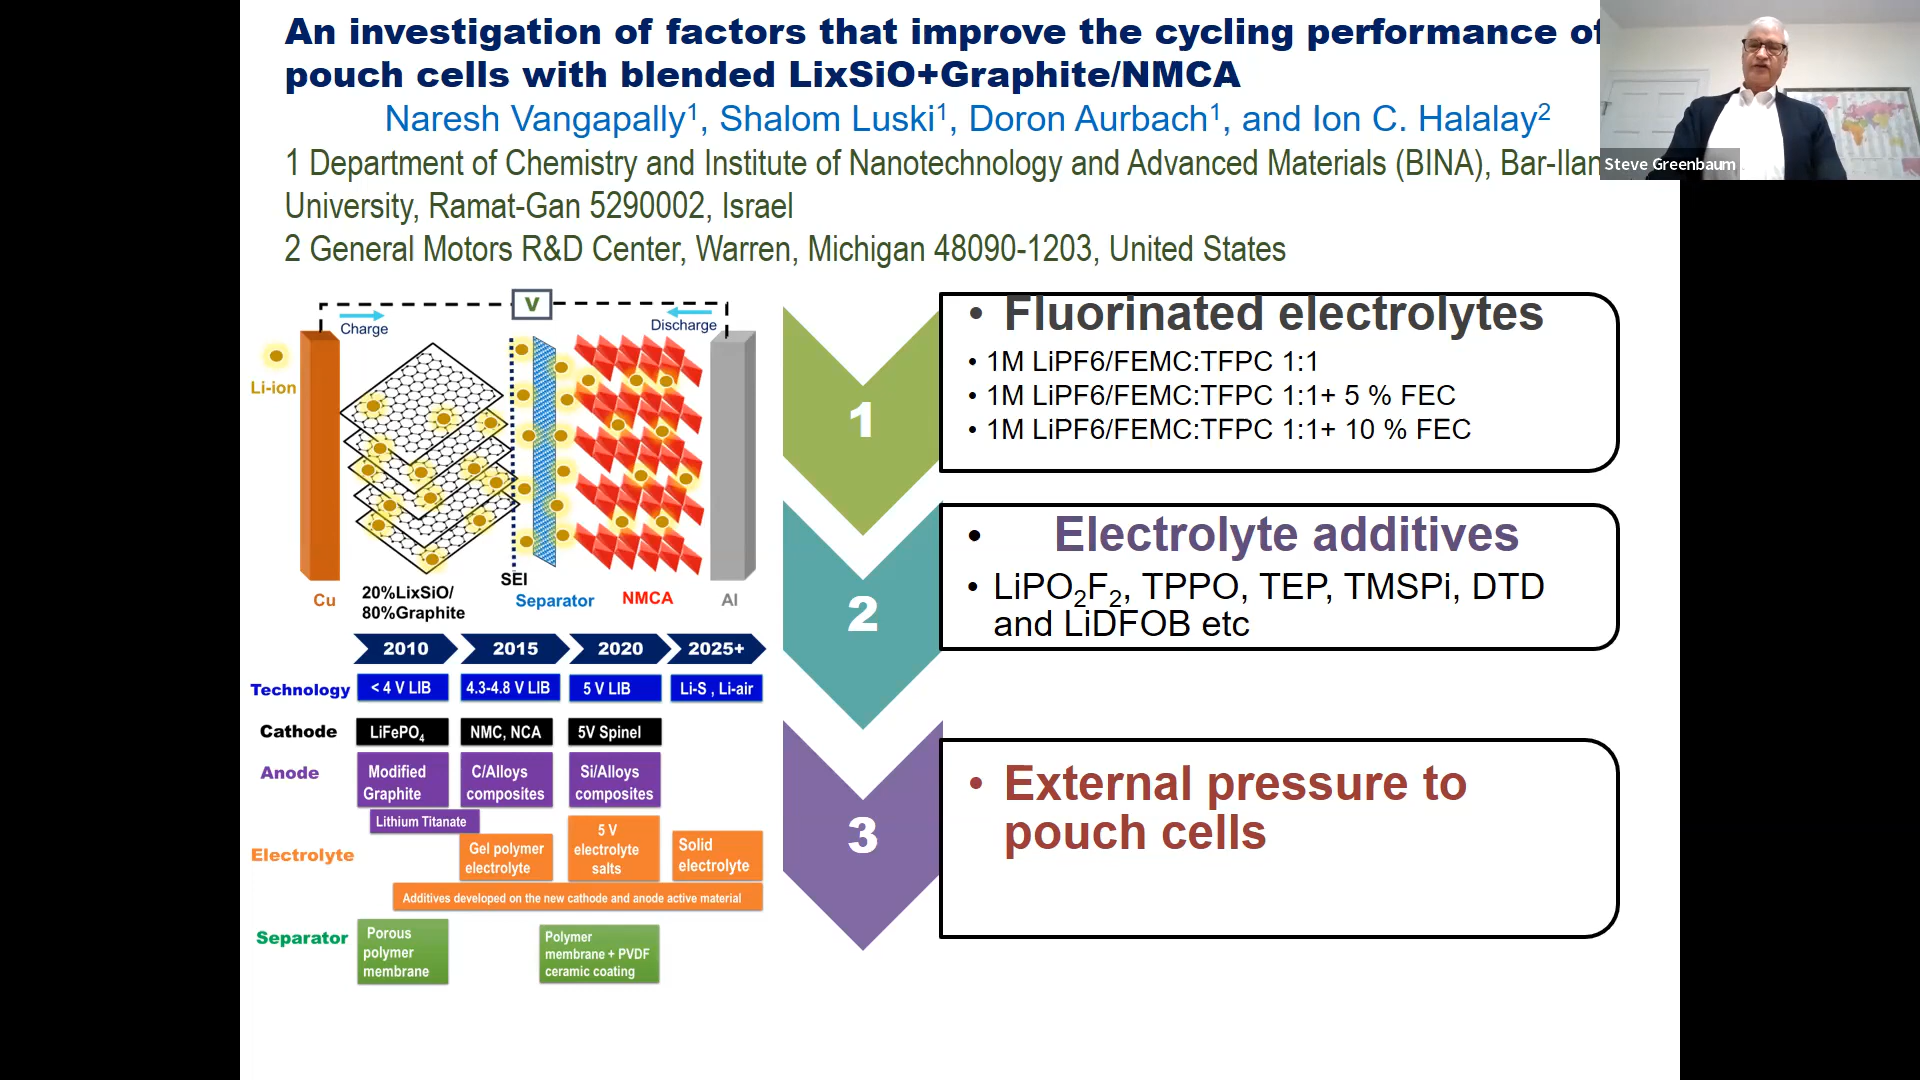 An investigation of factors that improve the cycling performance of
pouch cells with blended LixSiO+Graphite/NMCA
Naresh Vangapally¹, Shalom Luski¹, Doron Aurbach¹, and Ion C. Halalay²
1 Department of Chemistry and Institute of Nanotechnology and Advanced Materials (BINA), Bar-Ilan
University, Ramat-Gan 5290002, Israel
2 General Motors R&D Center, Warren, Michigan 48090-1203, United States
Steve Greenbaum
V
Charge
Discharge
Li-ion
SEI
20%LixSiO/
80%Graphite
Cu
Separator
NMCA
Al
2010 2015 2020 2025+
Technology < 4 V LIB 4.3-4.8 V LIB 5 V LIB Li-S , Li-air
Cathode LiFePO₄ NMC, NCA 5V Spinel
Anode
Modified
Graphite
C/Alloys
composites
Si/Alloys
composites
Lithium Titanate
Electrolyte
Gel polymer
electrolyte
5 V
electrolyte
salts
Solid
electrolyte
Additives developed on the new cathode and anode active material
Separator
Porous
polymer
membrane
Polymer
membrane + PVDF
ceramic coating
1
• Fluorinated electrolytes
• 1M LiPF6/FEMC:TFPC 1:1
• 1M LiPF6/FEMC:TFPC 1:1+ 5 % FEC
• 1M LiPF6/FEMC:TFPC 1:1+ 10 % FEC
2
• Electrolyte additives
• LiPO₂F₂, TPPO, TEP, TMSPi, DTD
and LiDFOB etc
3
• External pressure to
pouch cells